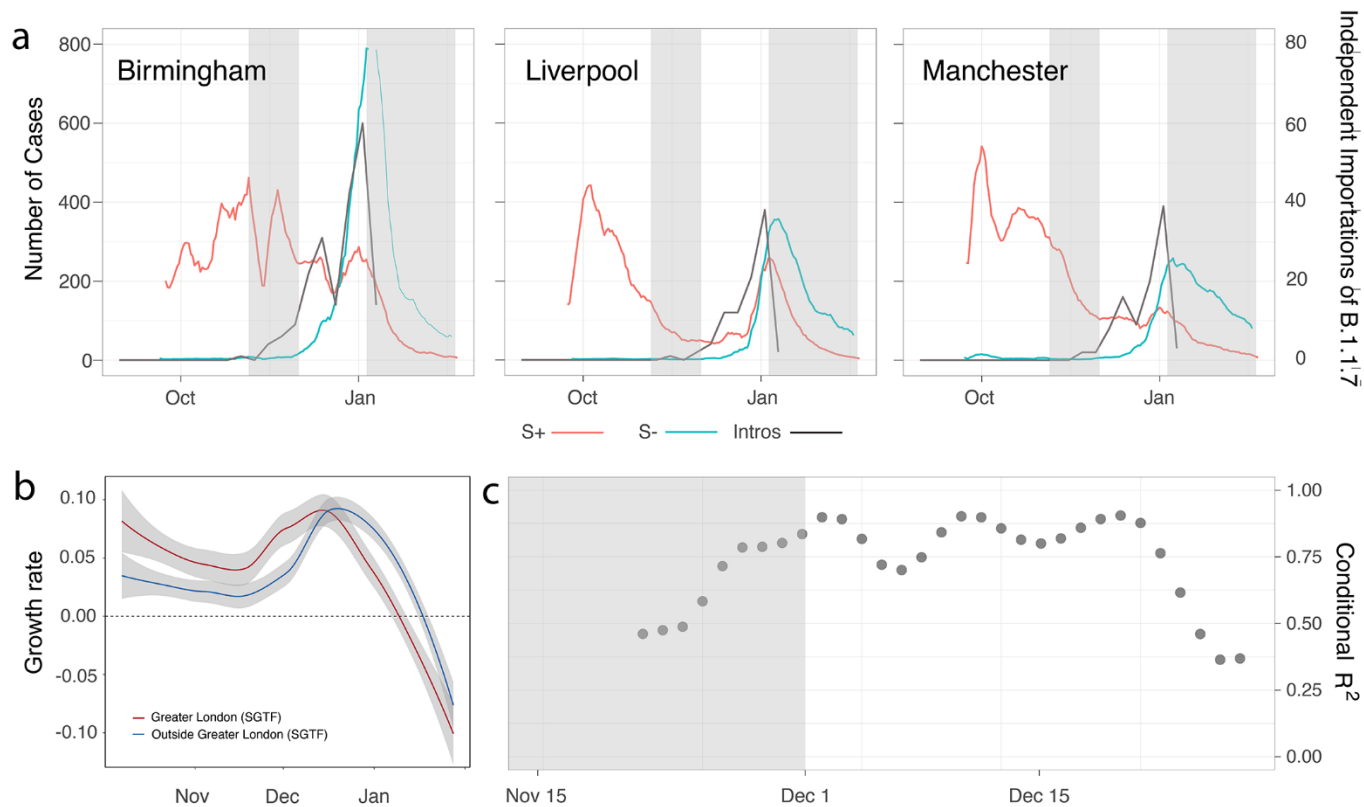 a
Birmingham
Liverpool
Manchester
Number of Cases
800
600
400
200
0
80
60
40
20
0
Independent Importations of B.1.1.7
Oct
Jan
Oct
Jan
Oct
Jan
S+
S-
Intros
b
Growth rate
0.10
0.05
0.00
-0.05
-0.10
Greater London (SGTF)
Outside Greater London (SGTF)
Nov
Dec
Jan
c
1.00
0.75
0.50
0.25
0.00
Conditional R²
Nov 15
Dec 1
Dec 15